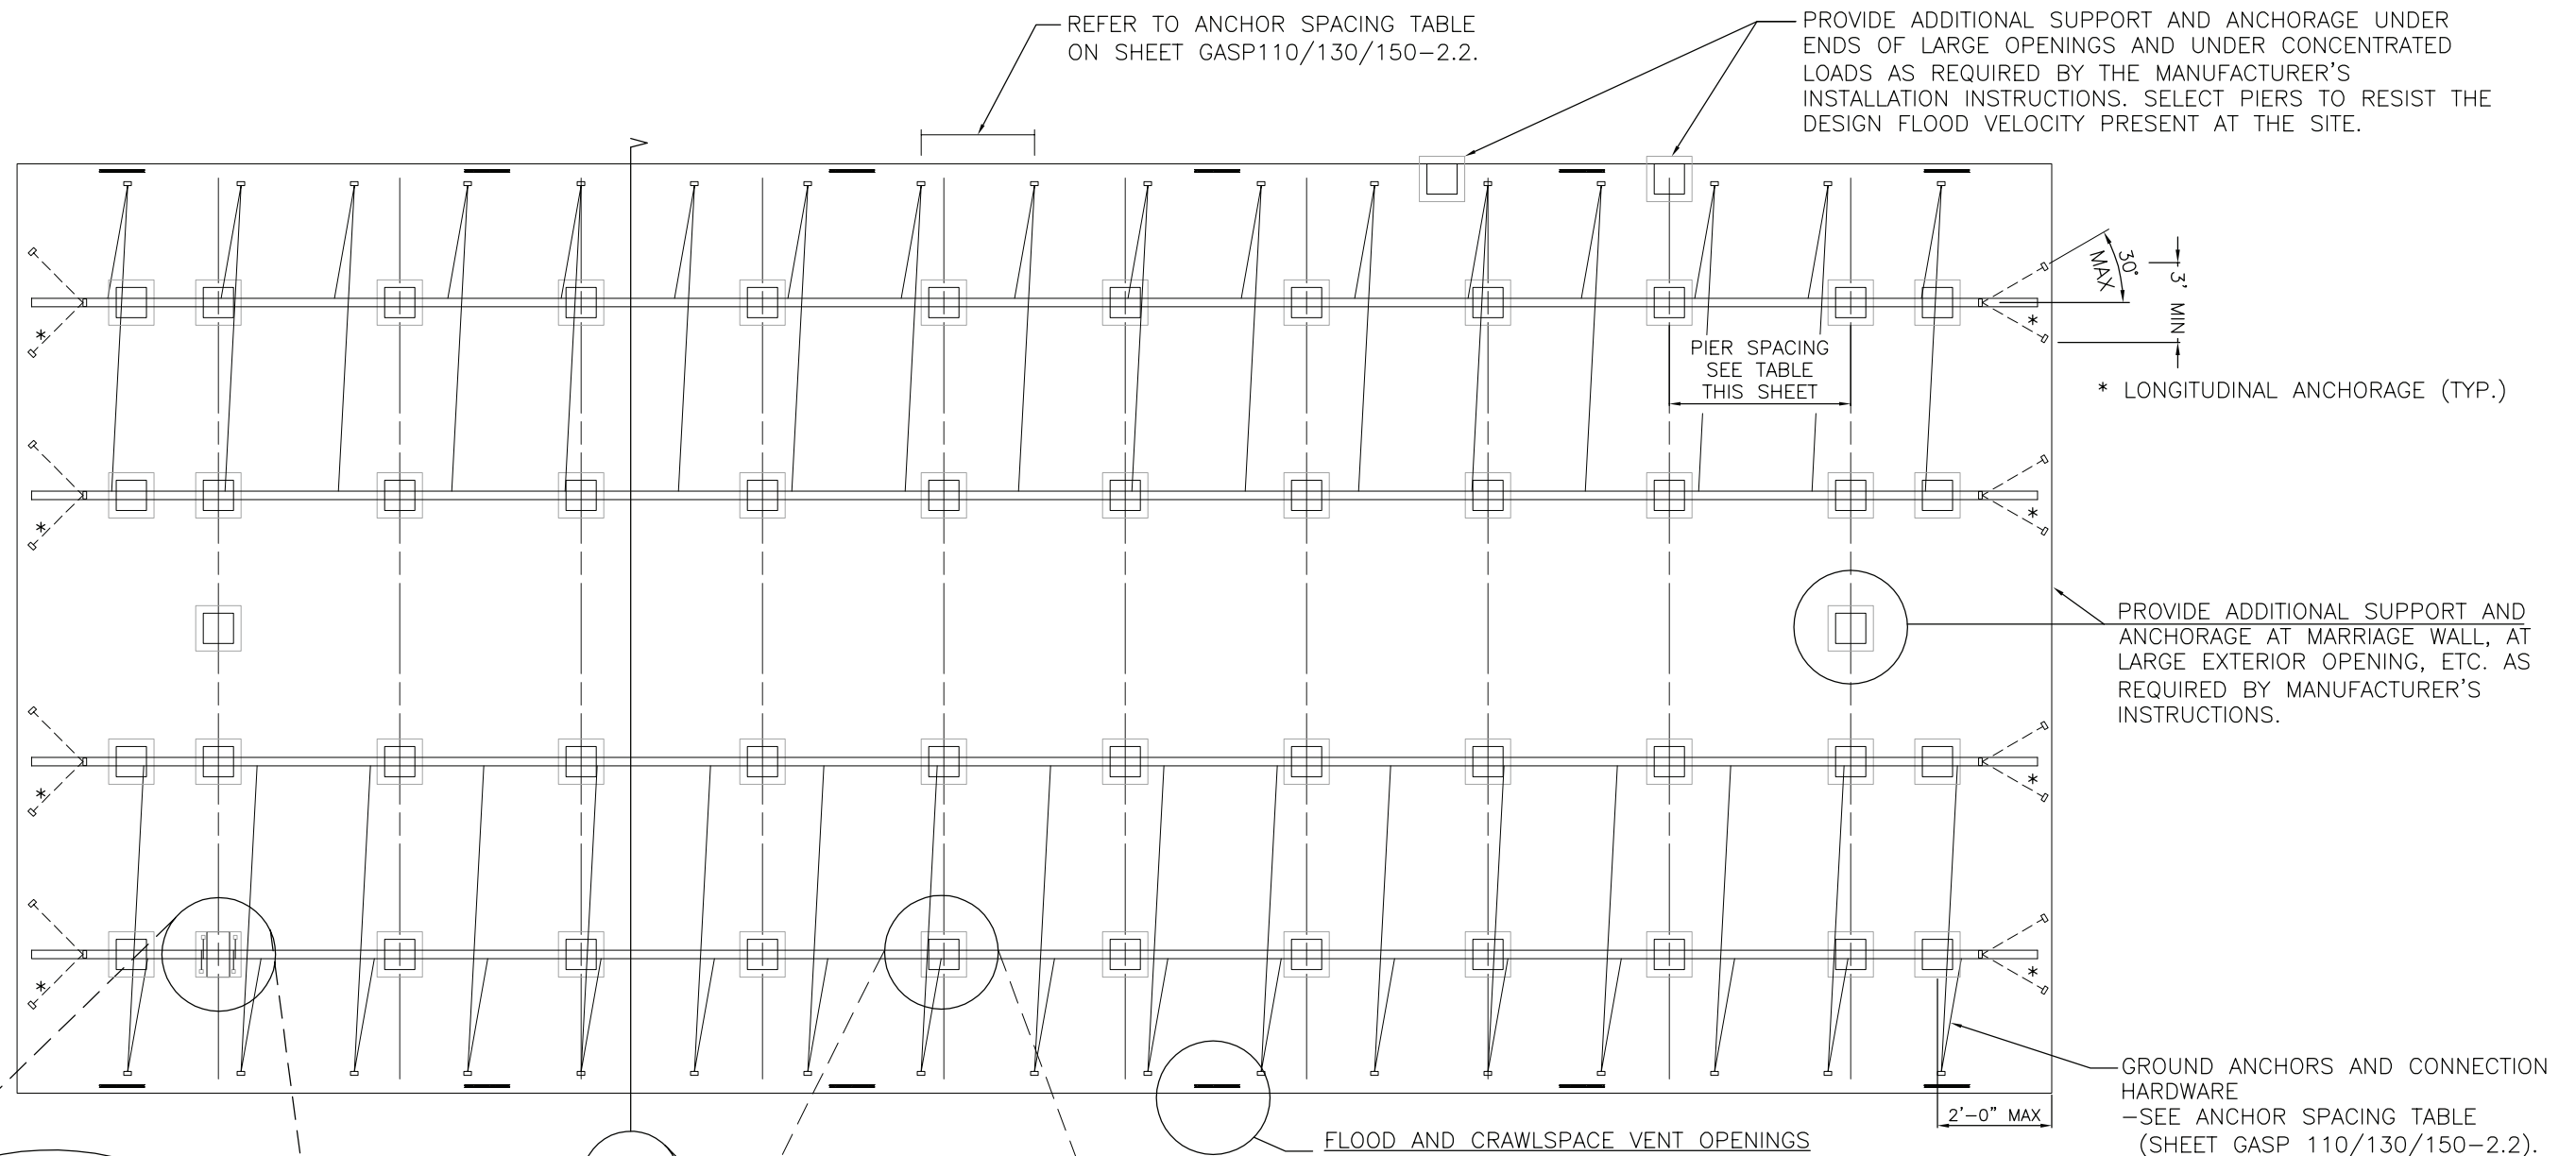 REFER TO ANCHOR SPACING TABLE
ON SHEET GASP110/130/150-2.2.
PROVIDE ADDITIONAL SUPPORT AND ANCHORAGE UNDER
ENDS OF LARGE OPENINGS AND UNDER CONCENTRATED
LOADS AS REQUIRED BY THE MANUFACTURER'S
INSTALLATION INSTRUCTIONS. SELECT PIERS TO RESIST THE
DESIGN FLOOD VELOCITY PRESENT AT THE SITE.
30°
MAX
3' MIN
* LONGITUDINAL ANCHORAGE (TYP.)
*
*
PIER SPACING
SEE TABLE
THIS SHEET
*
*
PROVIDE ADDITIONAL SUPPORT AND
ANCHORAGE AT MARRIAGE WALL, AT
LARGE EXTERIOR OPENING, ETC. AS
REQUIRED BY MANUFACTURER'S
INSTRUCTIONS.
*
*
*
*
GROUND ANCHORS AND CONNECTION
HARDWARE
-SEE ANCHOR SPACING TABLE
(SHEET GASP 110/130/150-2.2).
2'-0" MAX
FLOOD AND CRAWLSPACE VENT OPENINGS